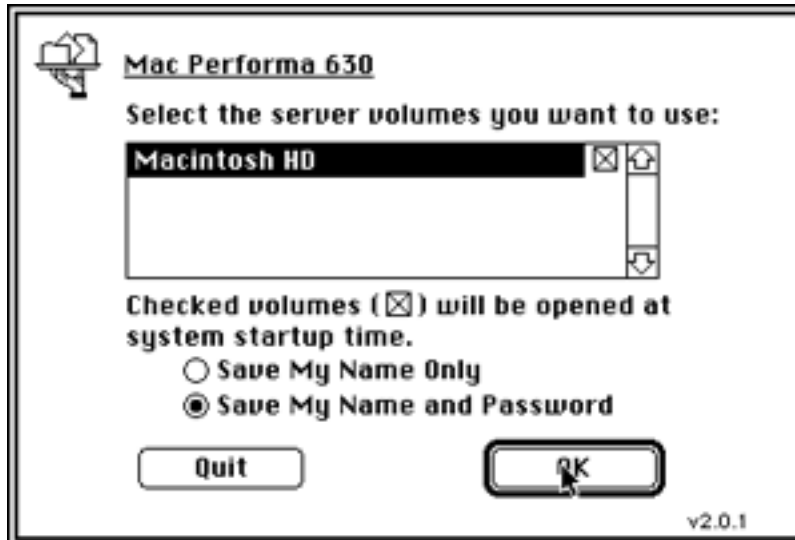 Mac Performa 630
Select the server volumes you want to use:
Macintosh HD
Checked volumes (☒) will be opened at
system startup time.
Save My Name Only
Save My Name and Password
Quit
OK
v2.0.1